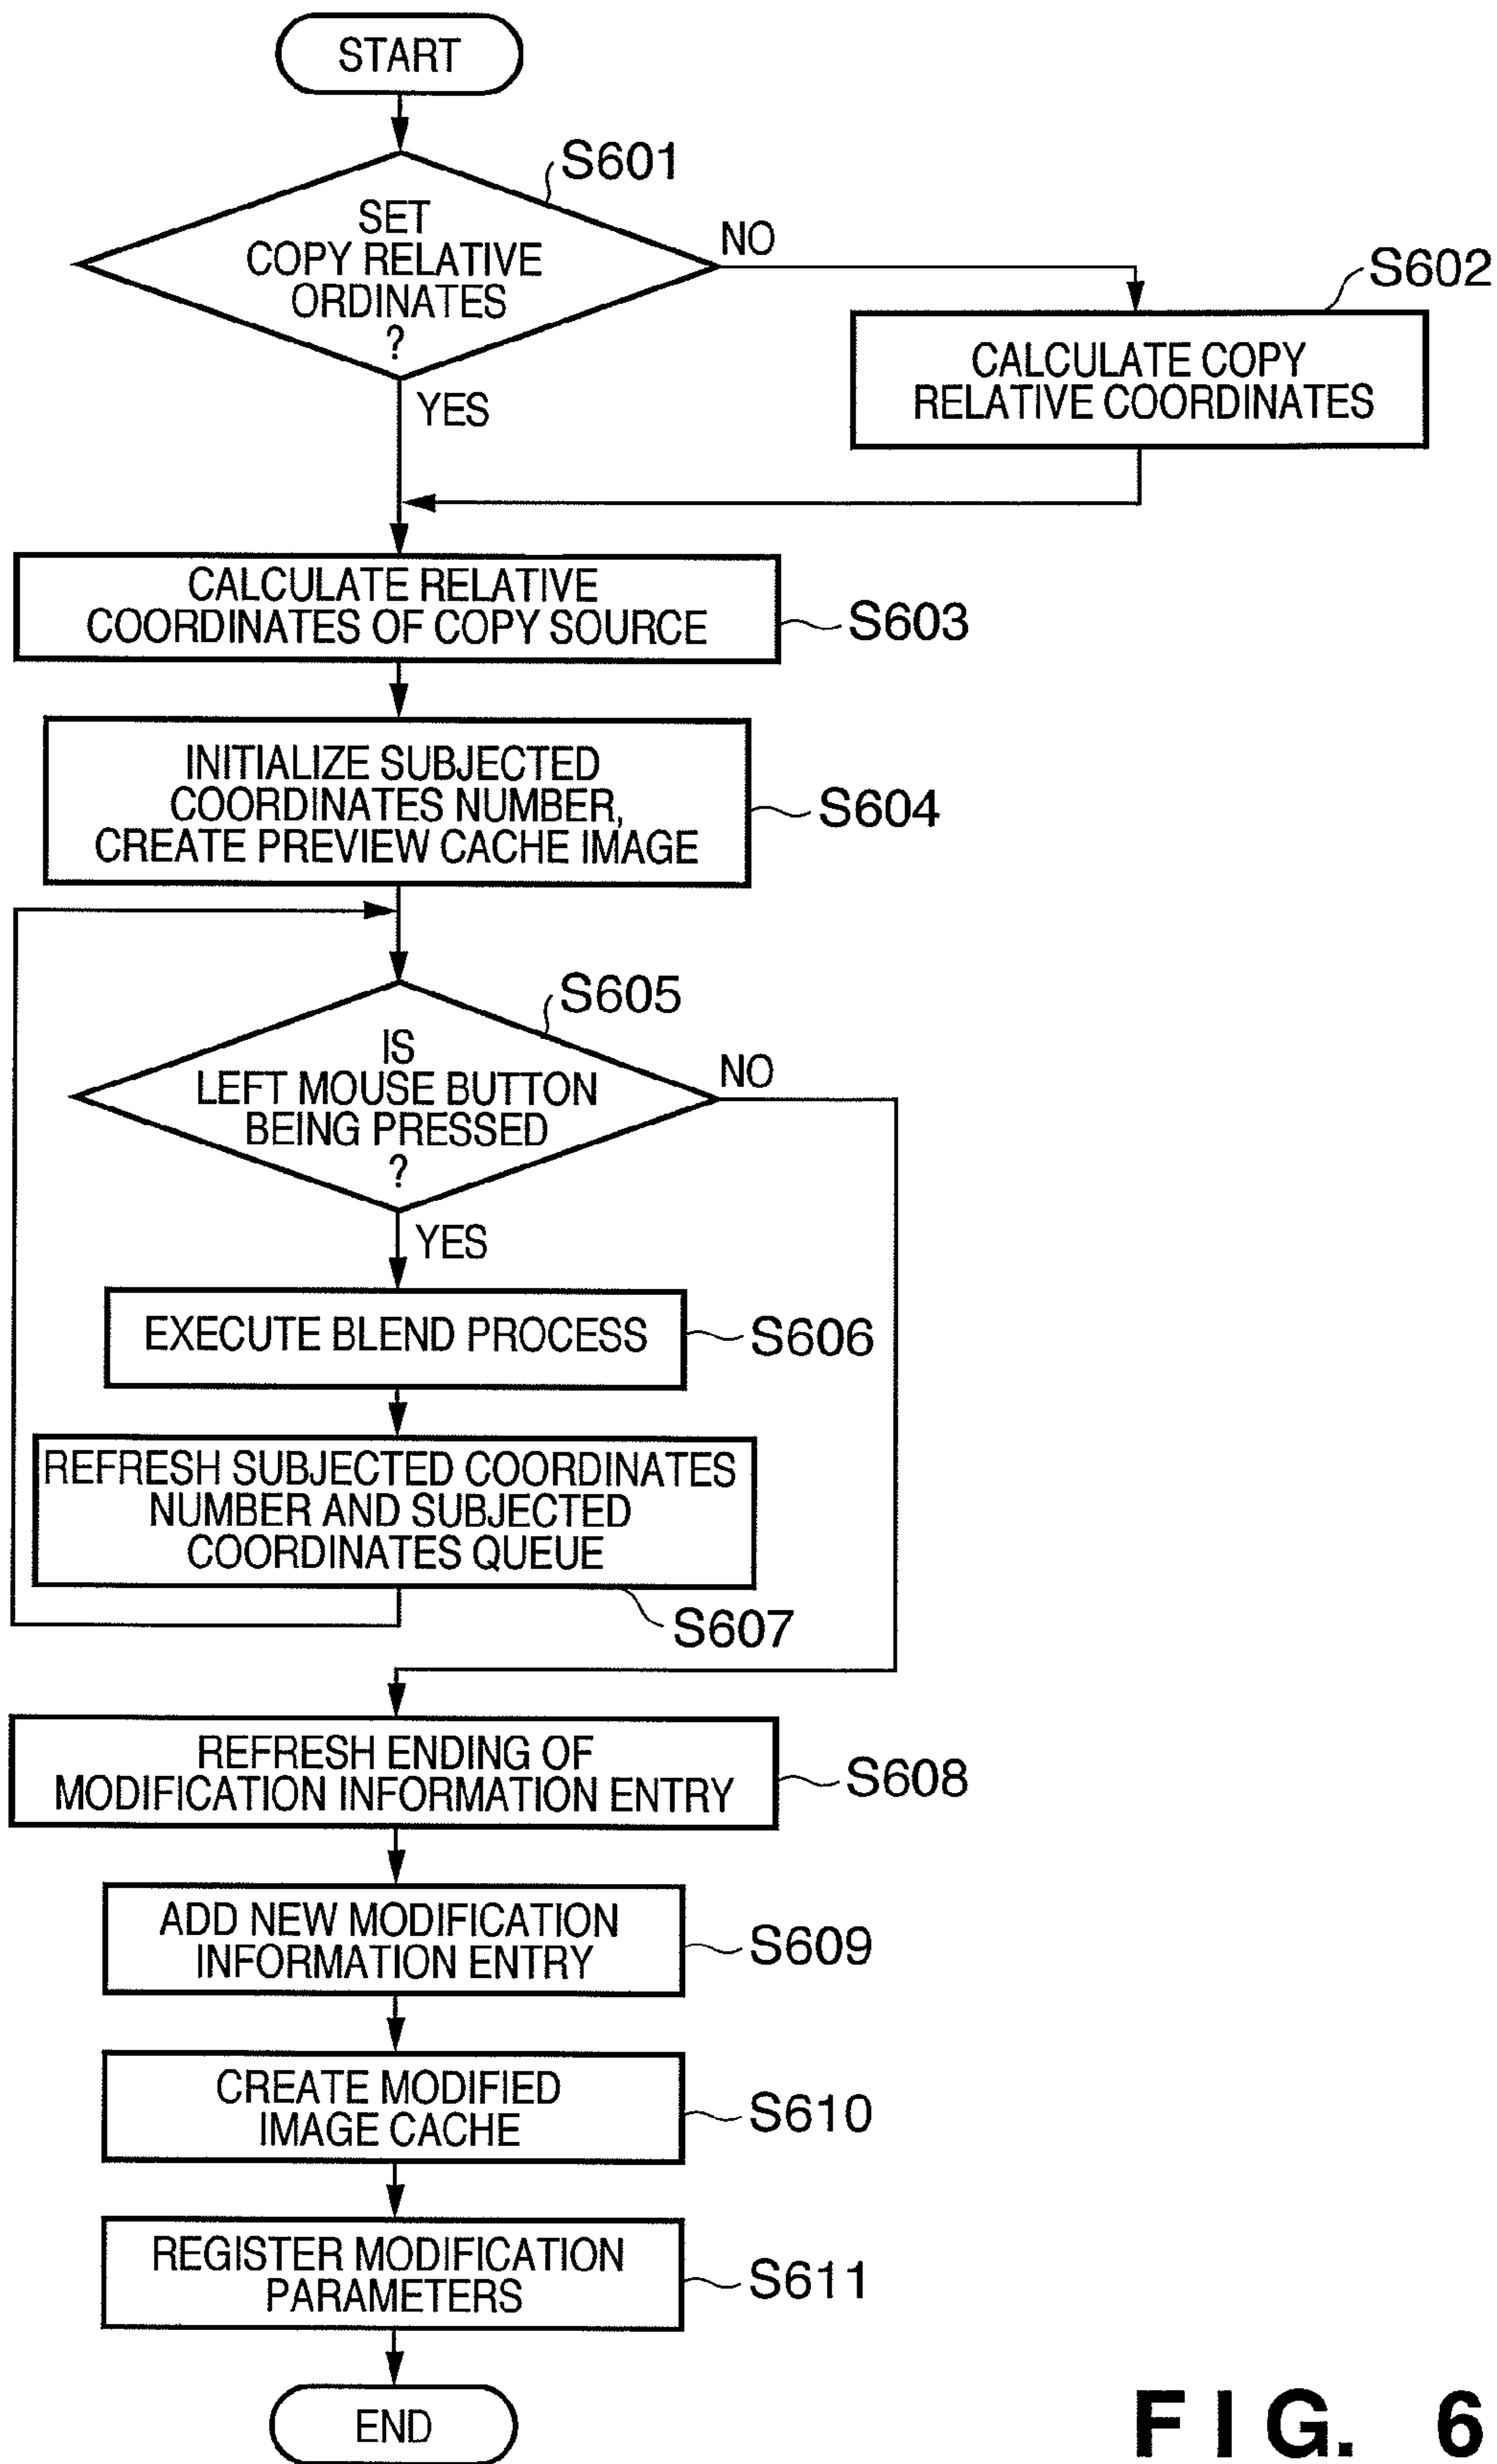 START
S601
SET
COPY RELATIVE
ORDINATES
?
NO
YES
S602
CALCULATE COPY
RELATIVE COORDINATES
CALCULATE RELATIVE
COORDINATES OF COPY SOURCE
S603
INITIALIZE SUBJECTED
COORDINATES NUMBER,
CREATE PREVIEW CACHE IMAGE
S604
S605
IS
LEFT MOUSE BUTTON
BEING PRESSED
?
NO
YES
EXECUTE BLEND PROCESS
S606
REFRESH SUBJECTED COORDINATES
NUMBER AND SUBJECTED
COORDINATES QUEUE
S607
REFRESH ENDING OF
MODIFICATION INFORMATION ENTRY
S608
ADD NEW MODIFICATION
INFORMATION ENTRY
S609
CREATE MODIFIED
IMAGE CACHE
S610
REGISTER MODIFICATION
PARAMETERS
S611
END
FIG. 6